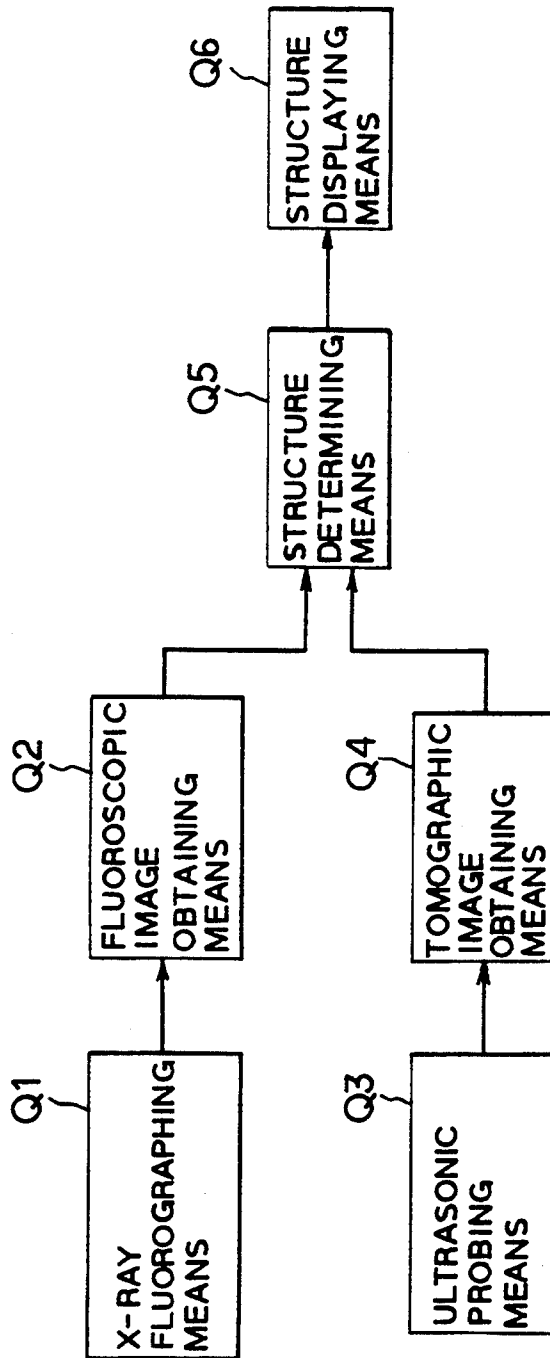 Q1
X-RAY
FLUOROGRAPHING
MEANS
Q2
FLUOROSCOPIC
IMAGE
OBTAINING
MEANS
Q3
ULTRASONIC
PROBING
MEANS
Q4
TOMOGRAPHIC
IMAGE
OBTAINING
MEANS
Q5
STRUCTURE
DETERMINING
MEANS
Q6
STRUCTURE
DISPLAYING
MEANS